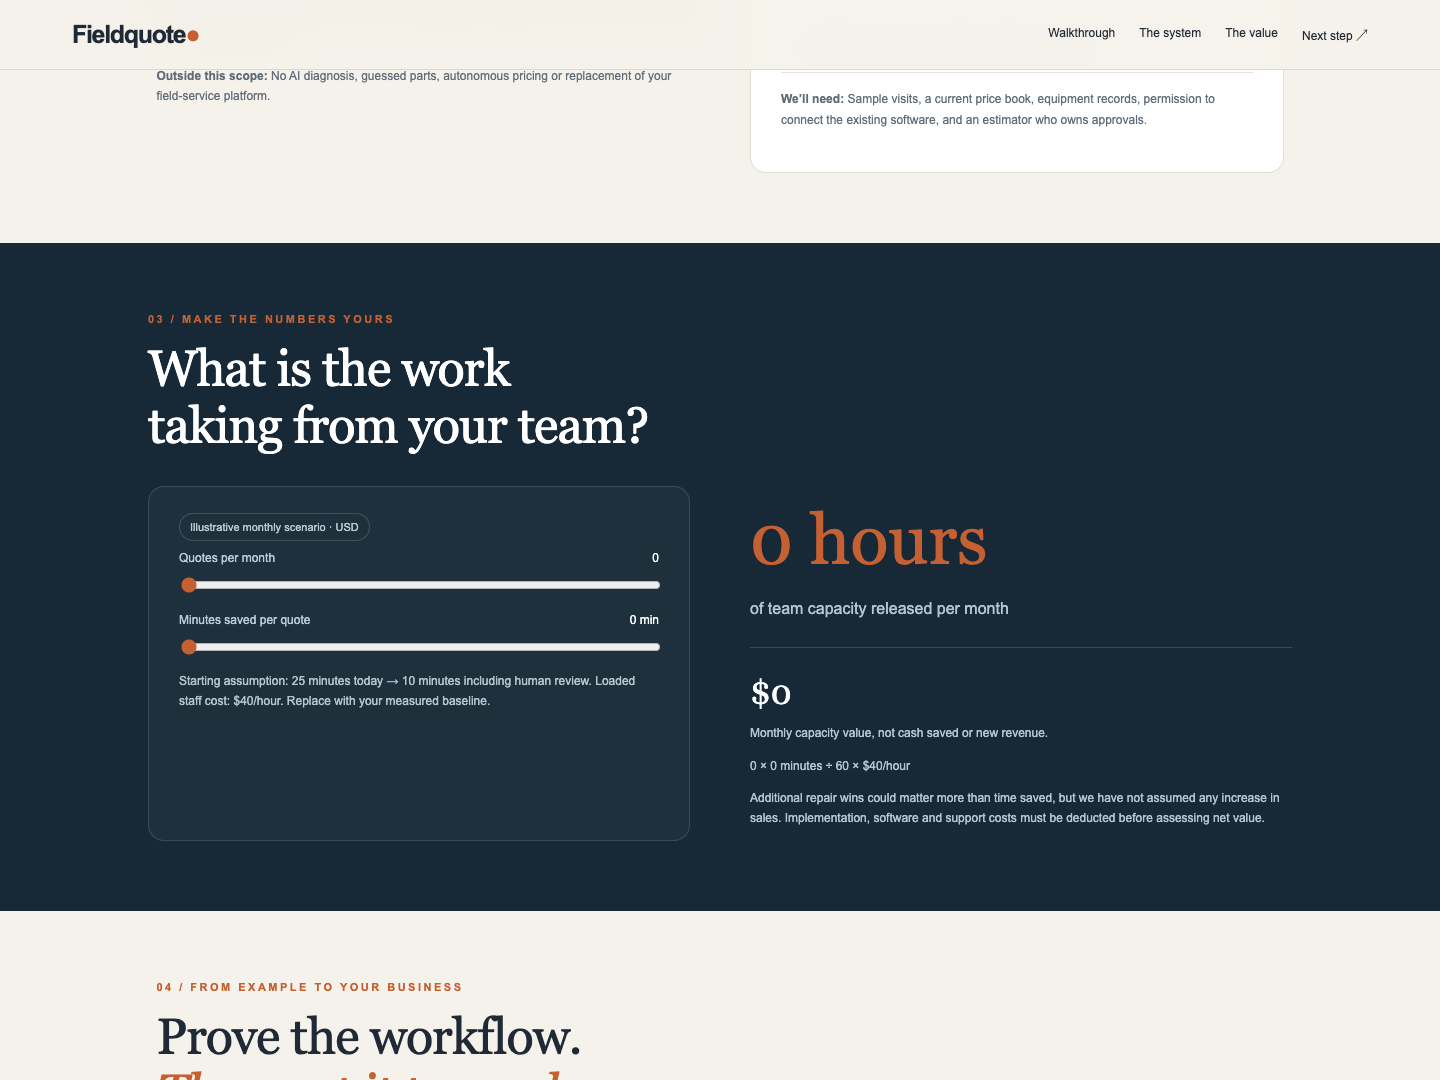 Fieldquote
Walkthrough
The system
The value
Next step ↗
Outside this scope: No AI diagnosis, guessed parts, autonomous pricing or replacement of your
field-service platform.
We’ll need: Sample visits, a current price book, equipment records, permission to
connect the existing software, and an estimator who owns approvals.
03 / MAKE THE NUMBERS YOURS
What is the work
taking from your team?
Illustrative monthly scenario · USD
Quotes per month 0
Minutes saved per quote 0 min
Starting assumption: 25 minutes today → 10 minutes including human review. Loaded
staff cost: $40/hour. Replace with your measured baseline.
0 hours
of team capacity released per month
$0
Monthly capacity value, not cash saved or new revenue.
0 × 0 minutes ÷ 60 × $40/hour
Additional repair wins could matter more than time saved, but we have not assumed any increase in
sales. Implementation, software and support costs must be deducted before assessing net value.
04 / FROM EXAMPLE TO YOUR BUSINESS
Prove the workflow.